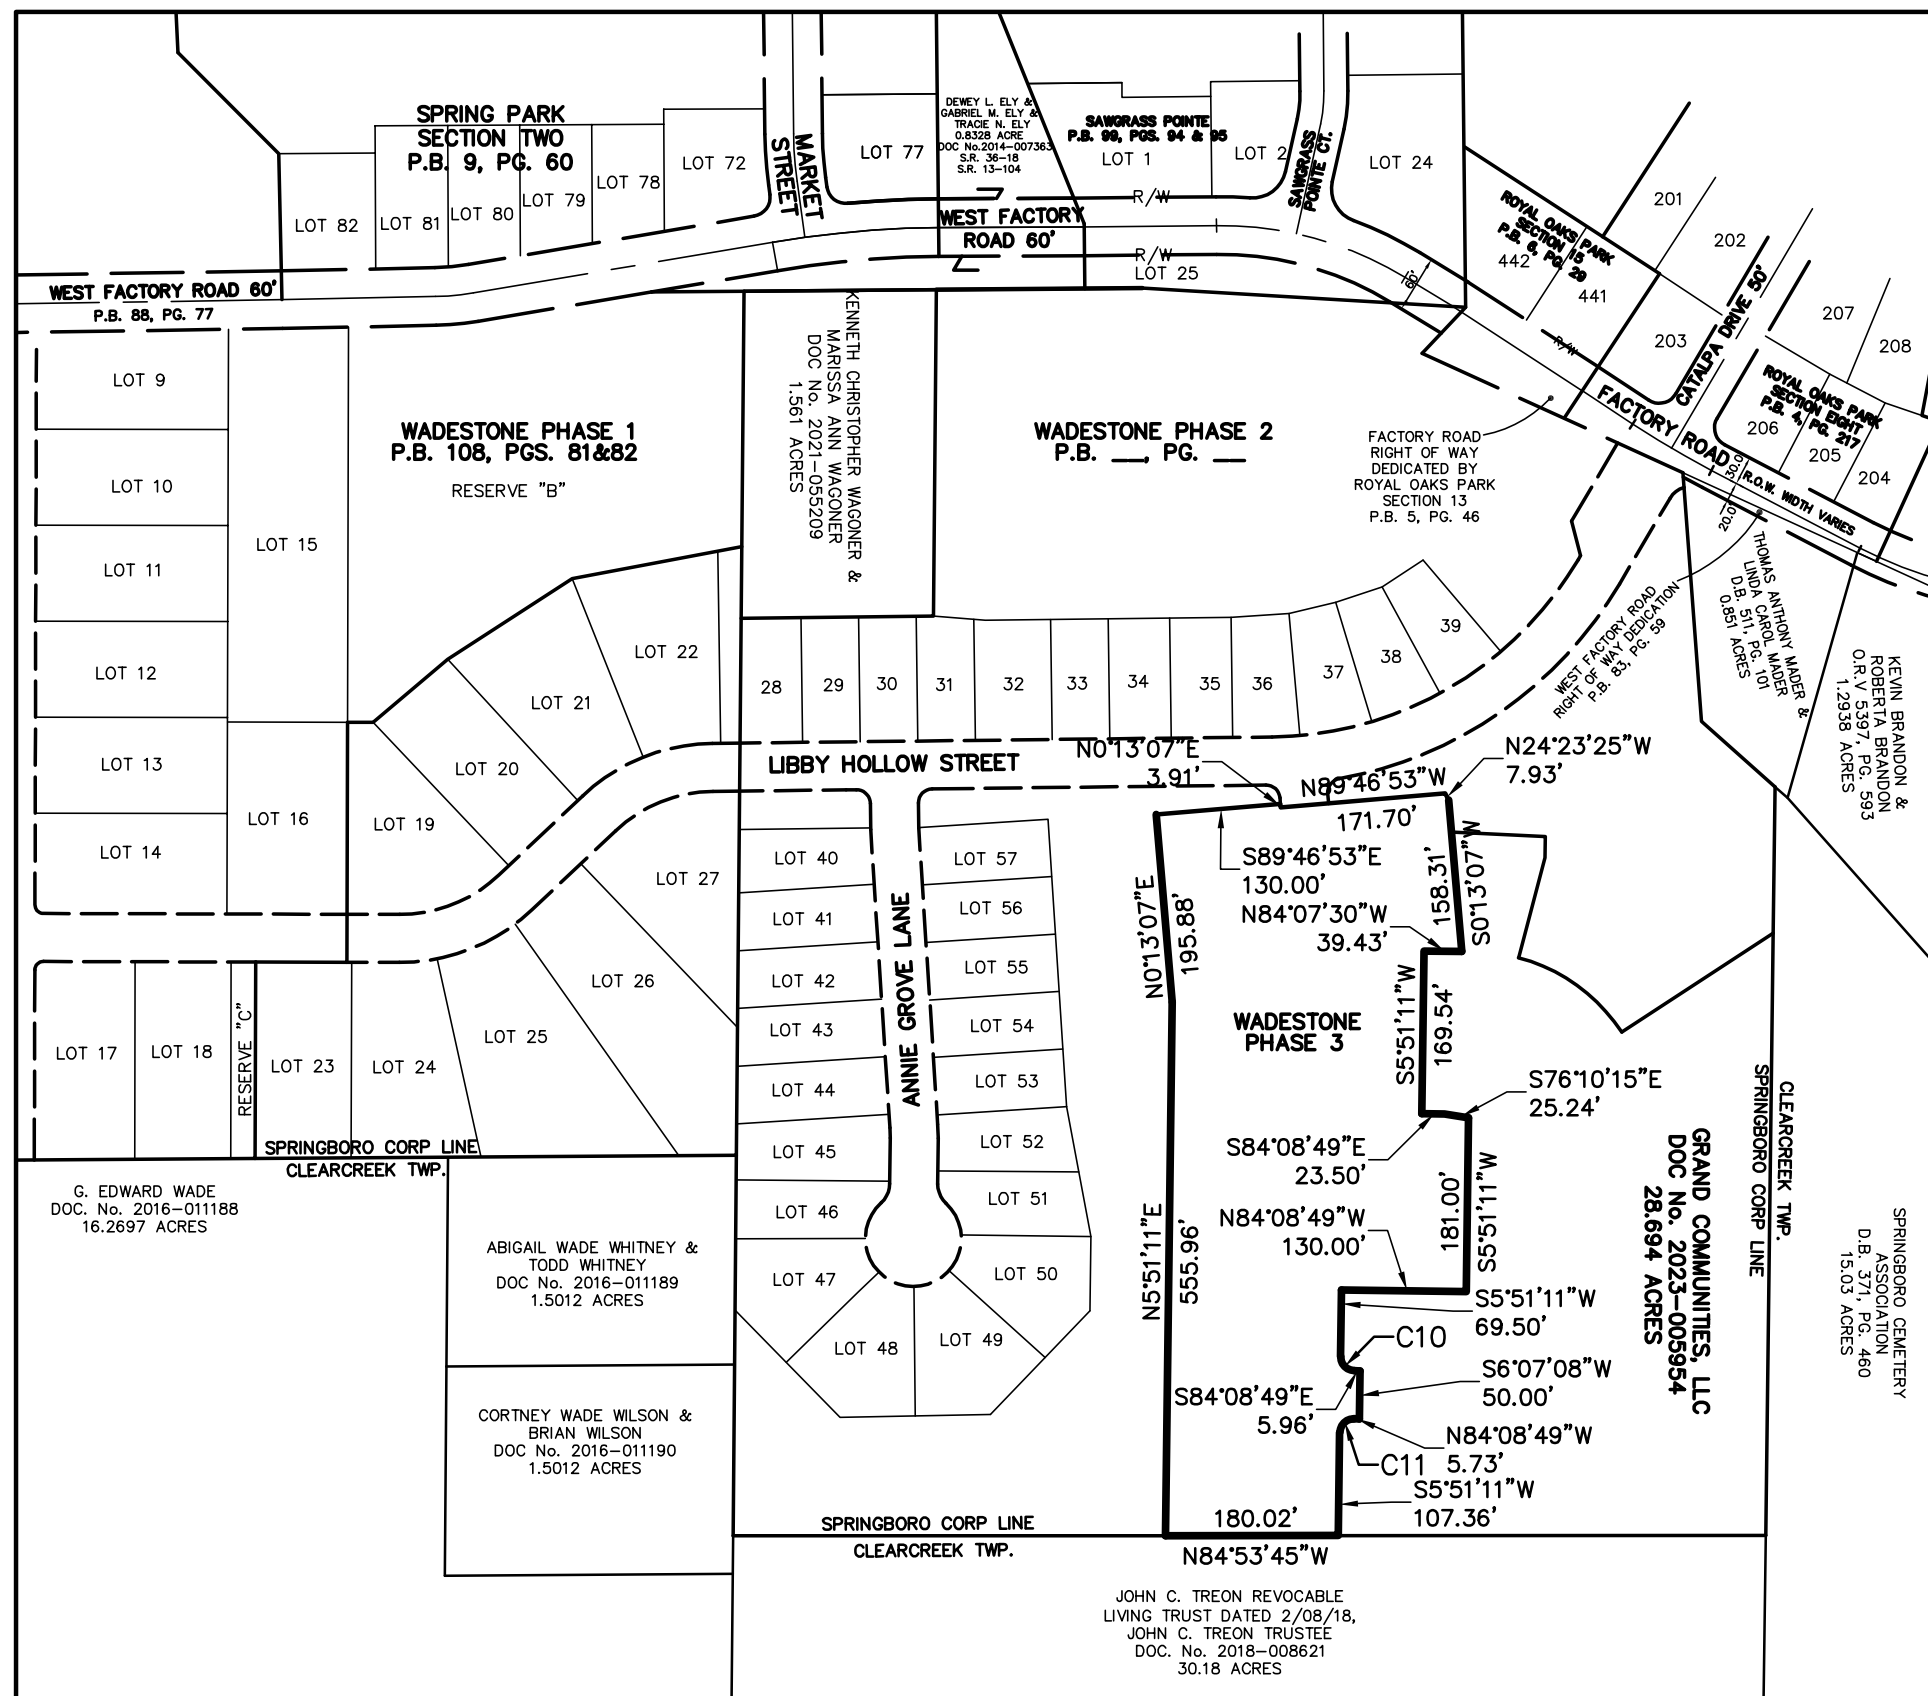 SPRING PARK
SECTION TWO
P.B. 9, PG. 60
LOT 82
LOT 81
LOT 80
LOT 79
LOT 78
LOT 72
MARKET
STREET
LOT 77
DEWEY L. ELY &
GABRIEL M. ELY &
TRACIE N. ELY
0.8328 ACRE
DOC No.2014-007363
S.R. 36-18
S.R. 13-104
SAWGRASS POINTE
P.B. 99, PGS. 94 & 95
LOT 1
LOT 2
SAWGRASS
POINTE CT.
LOT 24
R/W
WEST FACTORY
ROAD 60'
R/W
LOT 25
60'
ROYAL OAKS PARK
SECTION 15
P.B. 6, PG. 29
442
441
201
202
203
CATALPA DRIVE 50'
207
208
ROYAL OAKS PARK
SECTION EIGHT
P.B. 4, PG. 217
206
205
204
R/W
FACTORY ROAD
30.0
20.01
R.O.W. WIDTH VARIES
WEST FACTORY ROAD 60'
P.B. 88, PG. 77
LOT 9
LOT 10
LOT 11
LOT 12
LOT 13
LOT 14
LOT 15
LOT 16
WADESTONE PHASE 1
P.B. 108, PGS. 81&82
RESERVE "B"
KENNETH CHRISTOPHER WAGONER &
MARISSA ANN WAGONER
DOC No. 2021-055209
1.561 ACRES
WADESTONE PHASE 2
P.B. __, PG. __
FACTORY ROAD
RIGHT OF WAY
DEDICATED BY
ROYAL OAKS PARK
SECTION 13
P.B. 5, PG. 46
WEST FACTORY ROAD
RIGHT OF WAY DEDICATION
P.B. 83, PG. 59
THOMAS ANTHONY MADER &
LINDA CAROL MADER
D.B. 511, PG. 101
0.851 ACRES
KEVIN BRANDON &
ROBERTA BRANDON
O.R.V 5397, PG. 593
1.2938 ACRES
LOT 19
LOT 20
LOT 21
LOT 22
28
29
30
31
32
33
34
35
36
37
38
39
LIBBY HOLLOW STREET
LOT 17
LOT 18
RESERVE "C"
LOT 23
LOT 24
LOT 25
LOT 26
LOT 27
LOT 40
LOT 41
LOT 42
LOT 43
LOT 44
LOT 45
LOT 46
LOT 47
LOT 48
LOT 49
LOT 50
LOT 51
LOT 52
LOT 53
LOT 54
LOT 55
LOT 56
LOT 57
ANNIE GROVE LANE
N0°13'07"E
3.91'
N89°46'53"W
171.70'
N24°23'25"W
7.93'
S89°46'53"E
130.00'
158.31'
S0°13'07"W
N84°07'30"W
39.43'
N0°13'07"E
195.88'
S5°51'11"W
169.54'
WADESTONE
PHASE 3
S76°10'15"E
25.24'
S84°08'49"E
23.50'
181.00'
S5°51'11"W
N84°08'49"W
130.00'
S5°51'11"W
69.50'
C10
S6°07'08"W
50.00'
S84°08'49"E
5.96'
N84°08'49"W
5.73'
C11
S5°51'11"W
107.36'
N5°51'11"E
555.96'
180.02'
N84°53'45"W
CLEARCREEK TWP.
SPRINGBORO CORP LINE
GRAND COMMUNITIES, LLC
DOC No. 2023-005954
28.694 ACRES
SPRINGBORO CEMETERY
ASSOCIATION
D.B. 371, PG. 460
15.03 ACRES
SPRINGBORO CORP LINE
CLEARCREEK TWP.
G. EDWARD WADE
DOC. No. 2016-011188
16.2697 ACRES
ABIGAIL WADE WHITNEY &
TODD WHITNEY
DOC No. 2016-011189
1.5012 ACRES
CORTNEY WADE WILSON &
BRIAN WILSON
DOC No. 2016-011190
1.5012 ACRES
SPRINGBORO CORP LINE
CLEARCREEK TWP.
JOHN C. TREON REVOCABLE
LIVING TRUST DATED 2/08/18,
JOHN C. TREON TRUSTEE
DOC. No. 2018-008621
30.18 ACRES